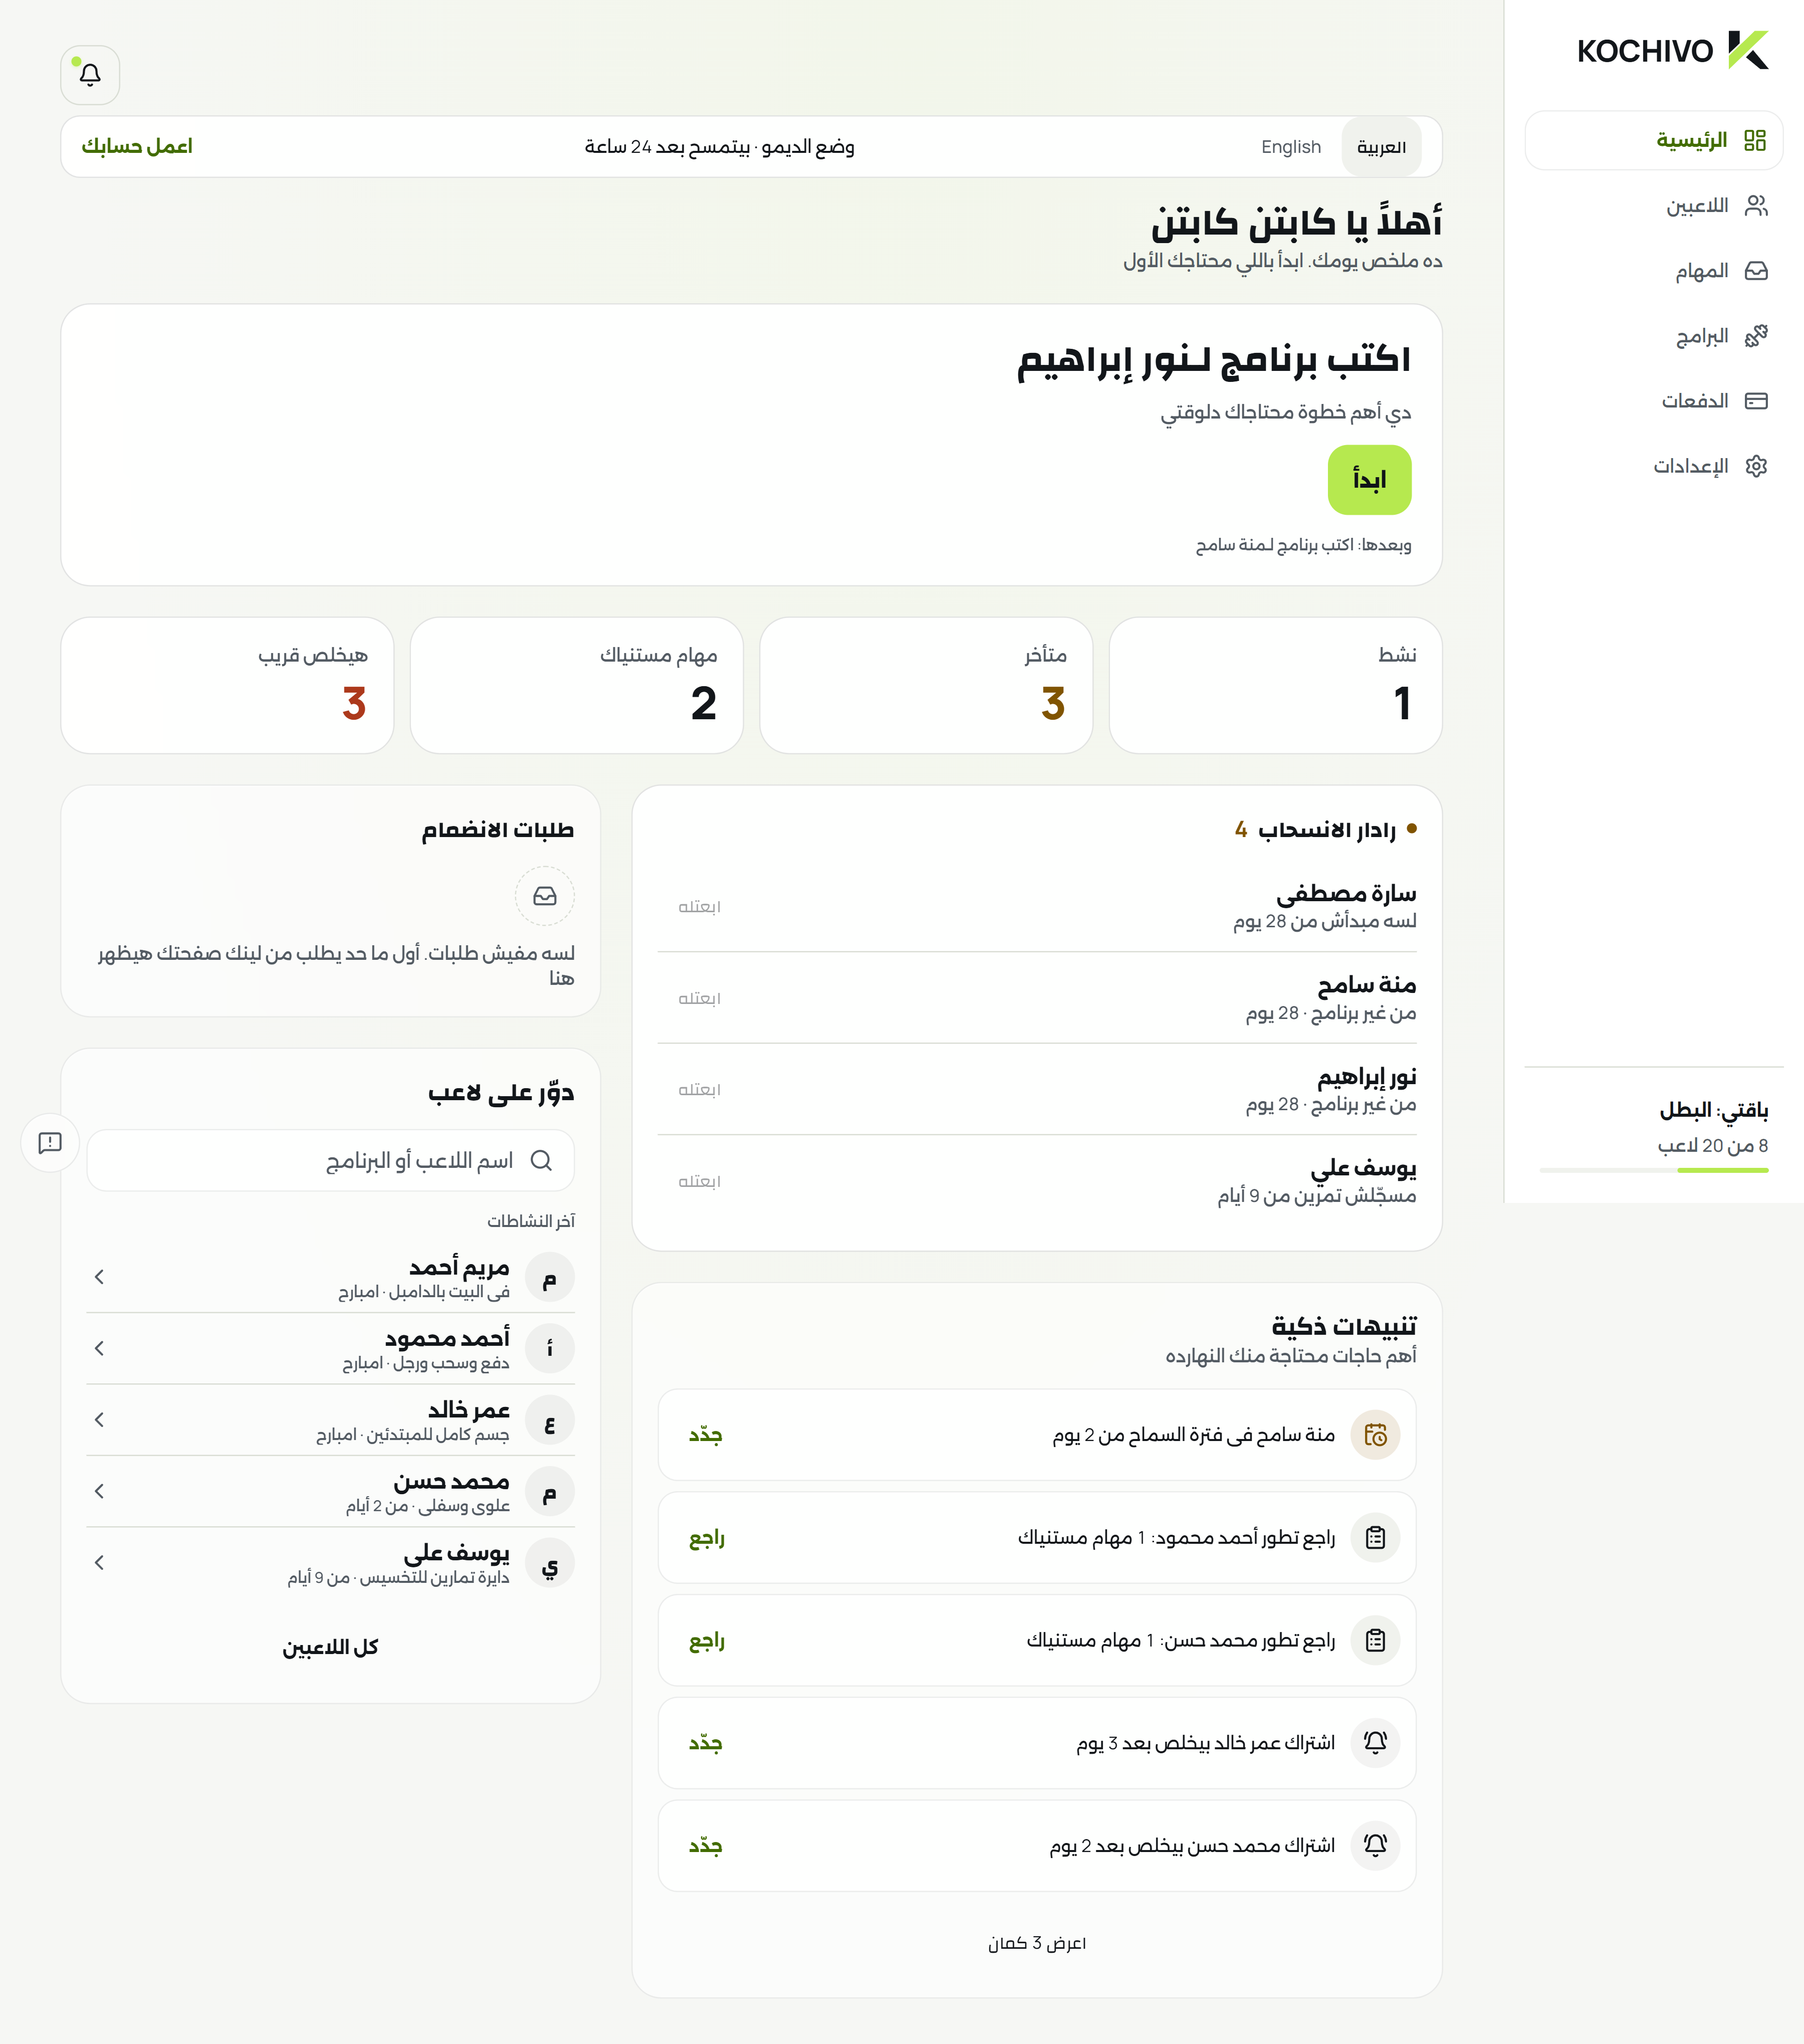 KOCHIVO
الرئيسية
اللاعبين
المهام
البرامج
الدفعات
الإعدادات
باقتي: البطل
8 من 20 لاعب
العربية
English
وضع الديمو · بيتمسح بعد 24 ساعة
اعمل حسابك
أهلاً يا كابتن كابتن
ده ملخص يومك. ابدأ باللي محتاجك الأول
اكتب برنامج لـنور إبراهيم
دي أهم خطوة محتاجاك دلوقتي
ابدأ
وبعدها: اكتب برنامج لـمنة سامح
نشط
1
متأخر
3
مهام مستنياك
2
هيخلص قريب
3
رادار الانسحاب 4
سارة مصطفى
لسه مبدأش من 28 يوم
ابعتله
منة سامح
من غير برنامج · 28 يوم
ابعتله
نور إبراهيم
من غير برنامج · 28 يوم
ابعتله
يوسف علي
مسجّلش تمرين من 9 أيام
ابعتله
تنبيهات ذكية
أهم حاجات محتاجة منك النهارده
منة سامح في فترة السماح من 2 يوم
جدّد
راجع تطور أحمد محمود: 1 مهام مستنياك
راجع
راجع تطور محمد حسن: 1 مهام مستنياك
راجع
اشتراك عمر خالد بيخلص بعد 3 يوم
جدّد
اشتراك محمد حسن بيخلص بعد 2 يوم
جدّد
اعرض 3 كمان
طلبات الانضمام
لسه مفيش طلبات. أول ما حد يطلب من لينك صفحتك هيظهر
هنا
دوّر على لاعب
اسم اللاعب أو البرنامج
آخر النشاطات
م
مريم أحمد
في البيت بالدامبل · امبارح
أ
أحمد محمود
دفع وسحب ورجل · امبارح
ع
عمر خالد
جسم كامل للمبتدئين · امبارح
م
محمد حسن
علوي وسفلي · من 2 أيام
ي
يوسف علي
دايرة تمارين للتخسيس · من 9 أيام
كل اللاعبين